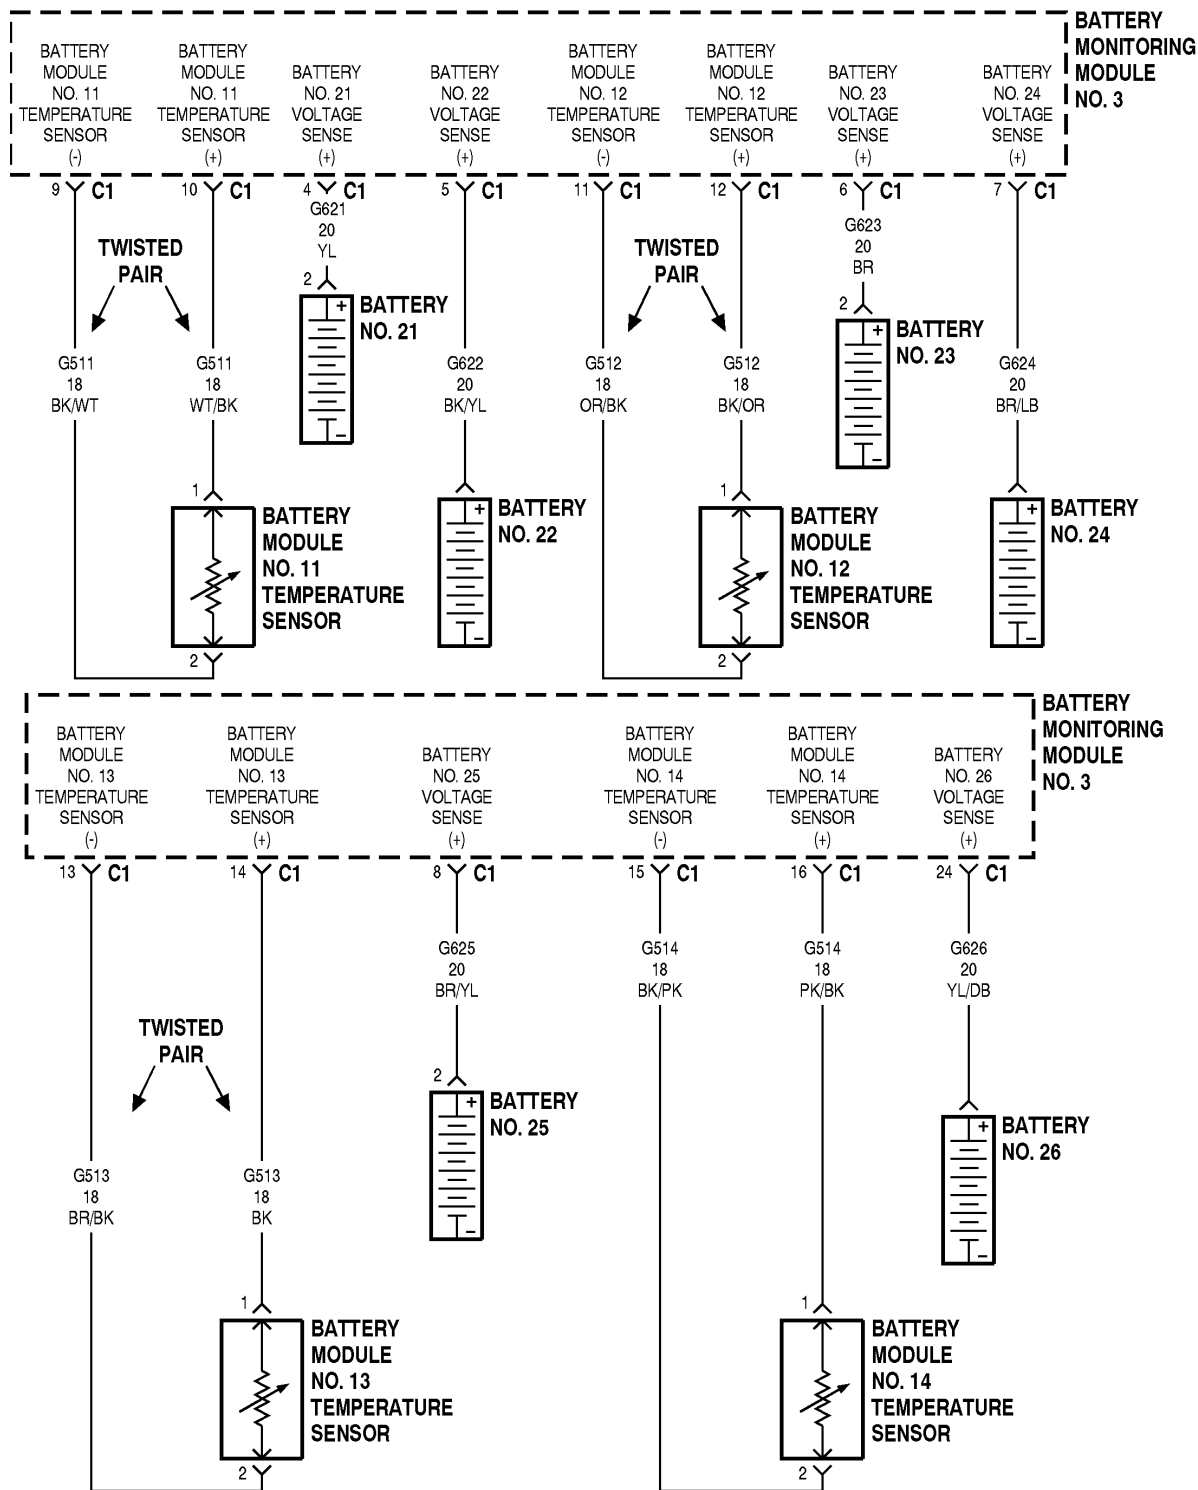 BATTERY
MONITORING
MODULE
NO. 3
BATTERY
MODULE
NO. 11
TEMPERATURE
SENSOR
(-)
BATTERY
MODULE
NO. 11
TEMPERATURE
SENSOR
(+)
BATTERY
NO. 21
VOLTAGE
SENSE
(+)
BATTERY
NO. 22
VOLTAGE
SENSE
(+)
BATTERY
MODULE
NO. 12
TEMPERATURE
SENSOR
(-)
BATTERY
MODULE
NO. 12
TEMPERATURE
SENSOR
(+)
BATTERY
NO. 23
VOLTAGE
SENSE
(+)
BATTERY
NO. 24
VOLTAGE
SENSE
(+)
9 C1
10 C1
4 C1
5 C1
11 C1
12 C1
6 C1
7 C1
G621
20
YL
2
G623
20
BR
2
TWISTED
PAIR
TWISTED
PAIR
+
BATTERY
NO. 21
-
+
BATTERY
NO. 23
-
G511
18
BK/WT
G511
18
WT/BK
G622
20
BK/YL
G512
18
OR/BK
G512
18
BK/OR
G624
20
BR/LB
1
BATTERY
MODULE
NO. 11
TEMPERATURE
SENSOR
2
+
BATTERY
NO. 22
-
1
BATTERY
MODULE
NO. 12
TEMPERATURE
SENSOR
2
+
BATTERY
NO. 24
-
BATTERY
MONITORING
MODULE
NO. 3
BATTERY
MODULE
NO. 13
TEMPERATURE
SENSOR
(-)
BATTERY
MODULE
NO. 13
TEMPERATURE
SENSOR
(+)
BATTERY
NO. 25
VOLTAGE
SENSE
(+)
BATTERY
MODULE
NO. 14
TEMPERATURE
SENSOR
(-)
BATTERY
MODULE
NO. 14
TEMPERATURE
SENSOR
(+)
BATTERY
NO. 26
VOLTAGE
SENSE
(+)
13 C1
14 C1
8 C1
15 C1
16 C1
24 C1
G625
20
BR/YL
G514
18
BK/PK
G514
18
PK/BK
G626
20
YL/DB
TWISTED
PAIR
2
+
BATTERY
NO. 25
-
+
BATTERY
NO. 26
-
G513
18
BR/BK
G513
18
BK
1
BATTERY
MODULE
NO. 13
TEMPERATURE
SENSOR
2
1
BATTERY
MODULE
NO. 14
TEMPERATURE
SENSOR
2